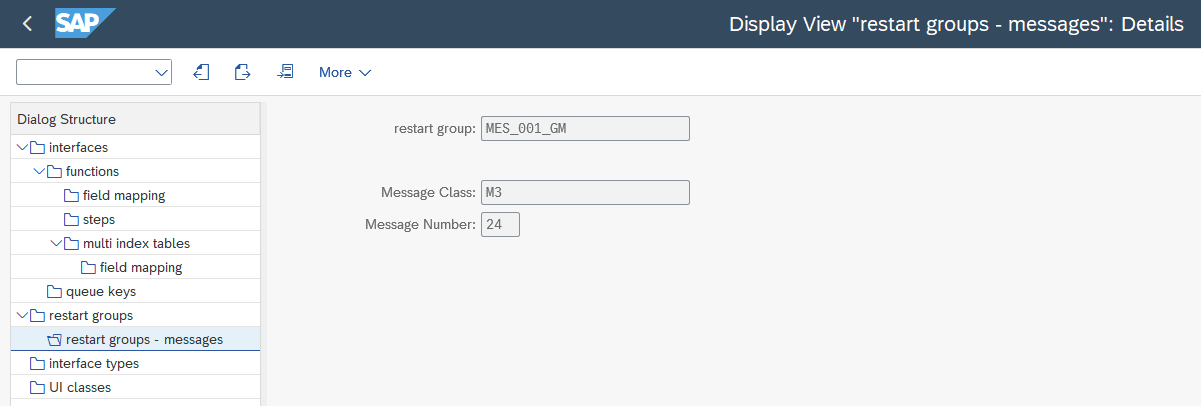 SAP
Display View "restart groups - messages": Details
More
Dialog Structure
interfaces
functions
field mapping
steps
multi index tables
field mapping
queue keys
restart groups
restart groups - messages
interface types
UI classes
restart group: MES_001_GM
Message Class: M3
Message Number: 24